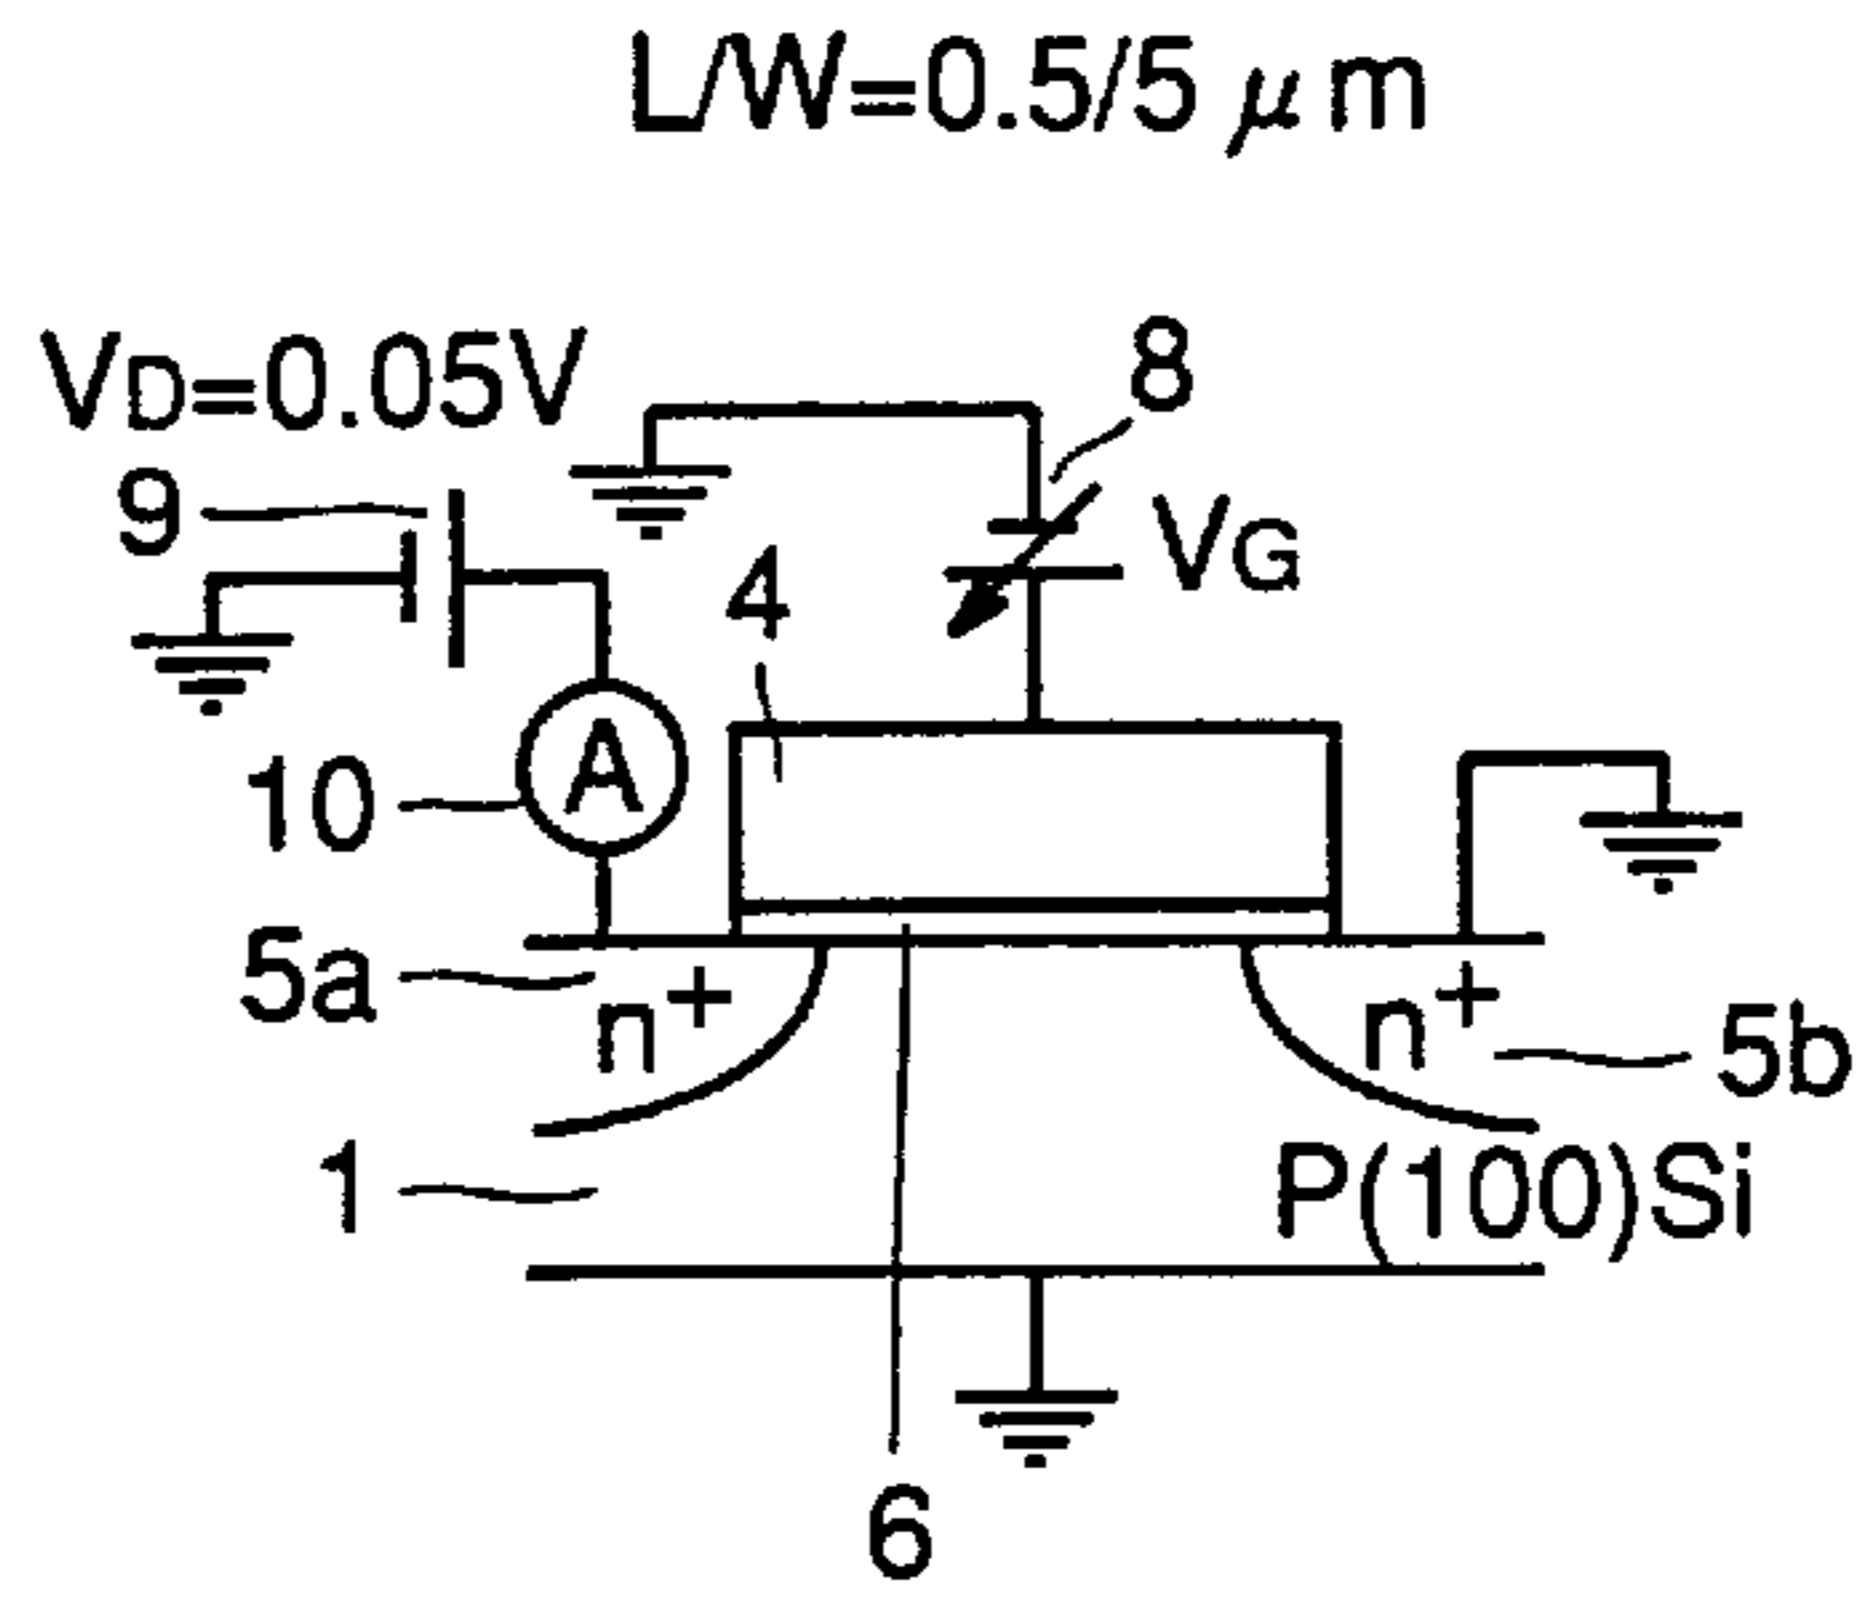 L/W=0.5/5 μm
VD=0.05V
8
9
VG
4
A
10
5a
n+
n+
5b
1
P(100)Si
6